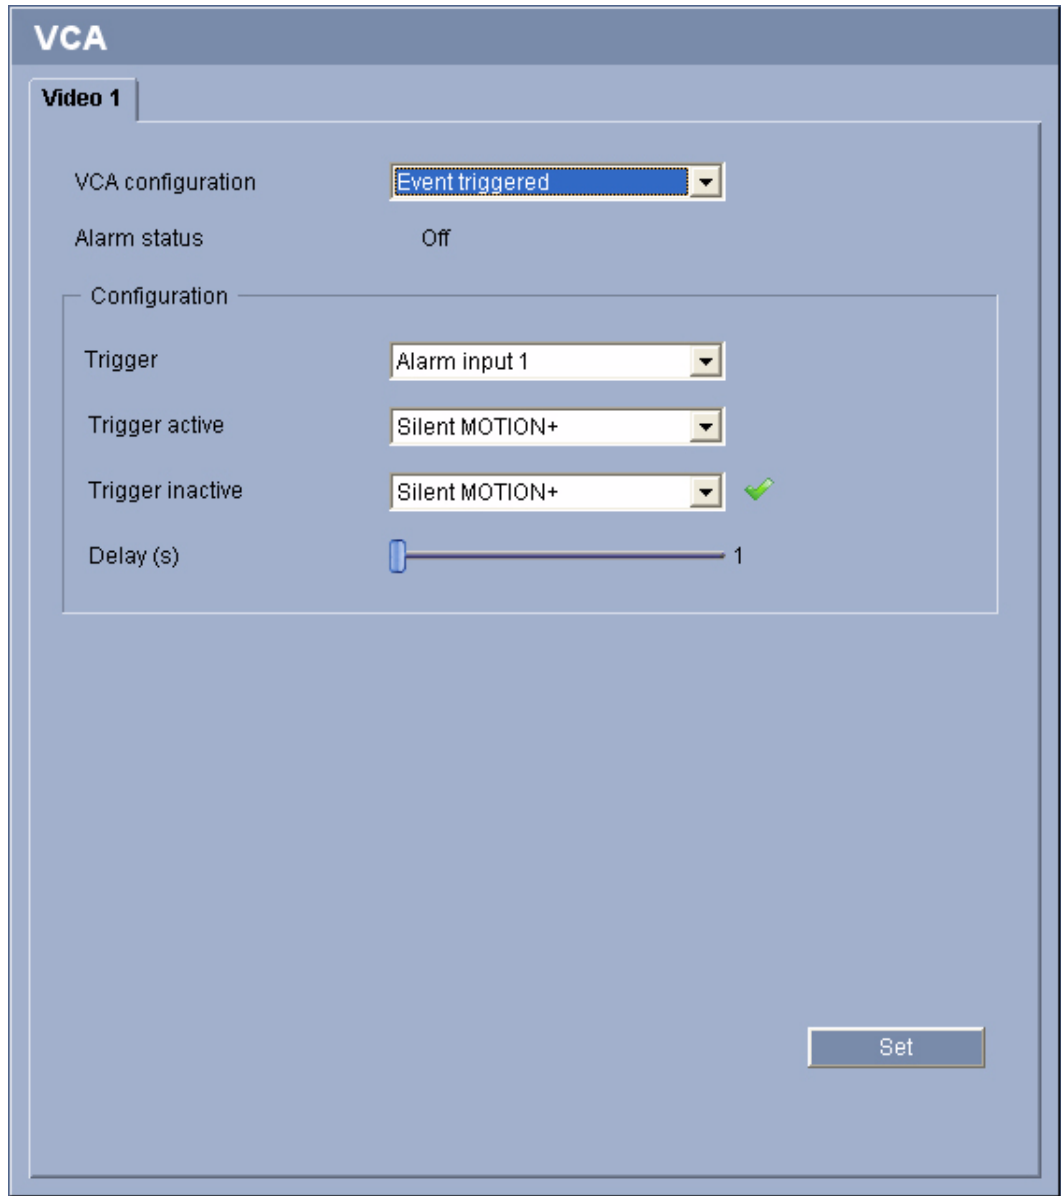 VCA
Video 1
VCA configuration Event triggered
Alarm status Off
Configuration
Trigger Alarm input 1
Trigger active Silent MOTION+
Trigger inactive Silent MOTION+
Delay (s) 1
Set